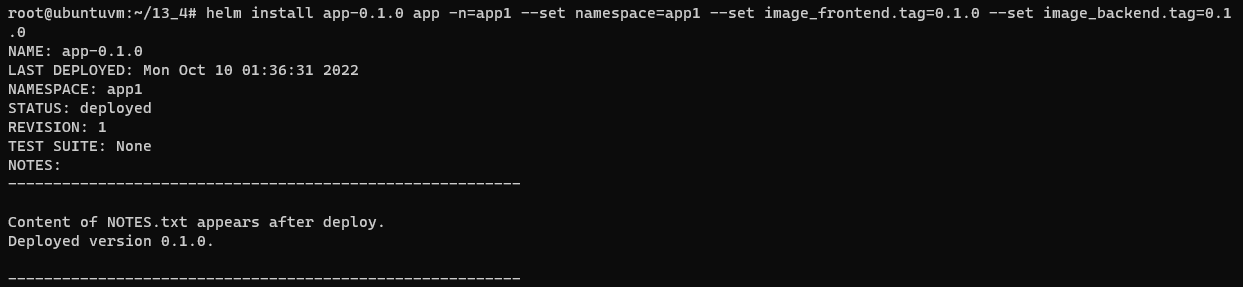 root@ubuntuvm:~/13_4# helm install app-0.1.0 app -n=app1 --set namespace=app1 --set image_frontend.tag=0.1.0 --set image_backend.tag=0.1
.0
NAME: app-0.1.0
LAST DEPLOYED: Mon Oct 10 01:36:31 2022
NAMESPACE: app1
STATUS: deployed
REVISION: 1
TEST SUITE: None
NOTES:
---------------------------------------------------------
Content of NOTES.txt appears after deploy.
Deployed version 0.1.0.
---------------------------------------------------------